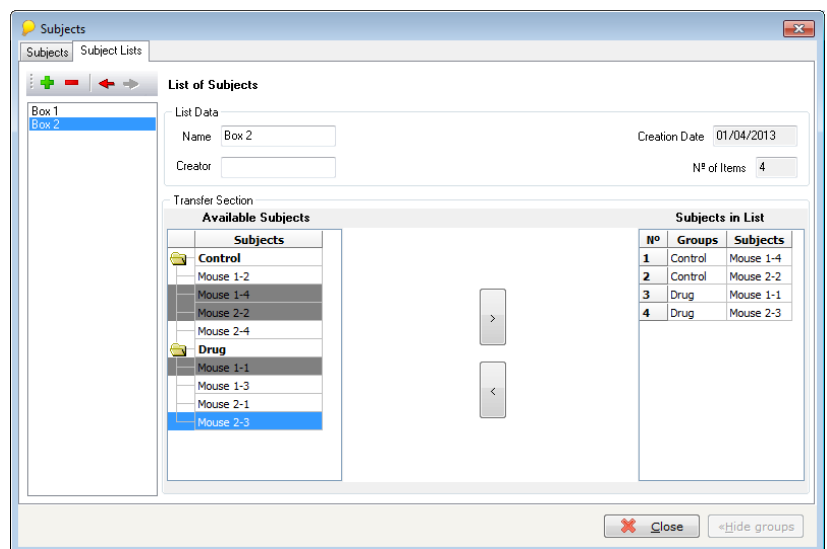 Subjects
Subjects Subject Lists
List of Subjects
Box 1
Box 2
List Data
Name Box 2 Creation Date 01/04/2013
Creator Nº of Items 4
Transfer Section
Available Subjects Subjects in List
Subjects
Control
Mouse 1-2
Mouse 1-4
Mouse 2-2
Mouse 2-4
Drug
Mouse 1-1
Mouse 1-3
Mouse 2-1
Mouse 2-3
>
<
Nº Groups Subjects
1 Control Mouse 1-4
2 Control Mouse 2-2
3 Drug Mouse 1-1
4 Drug Mouse 2-3
Close «Hide groups